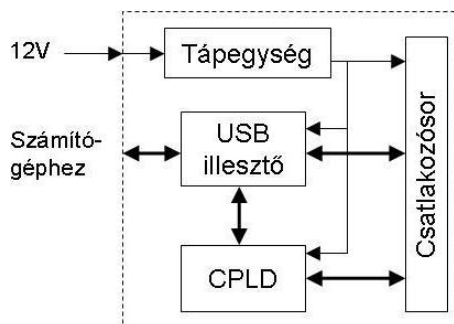 12V
Tápegység
Számító-
géphez
USB
illesztő
CPLD
Csatlakozósor